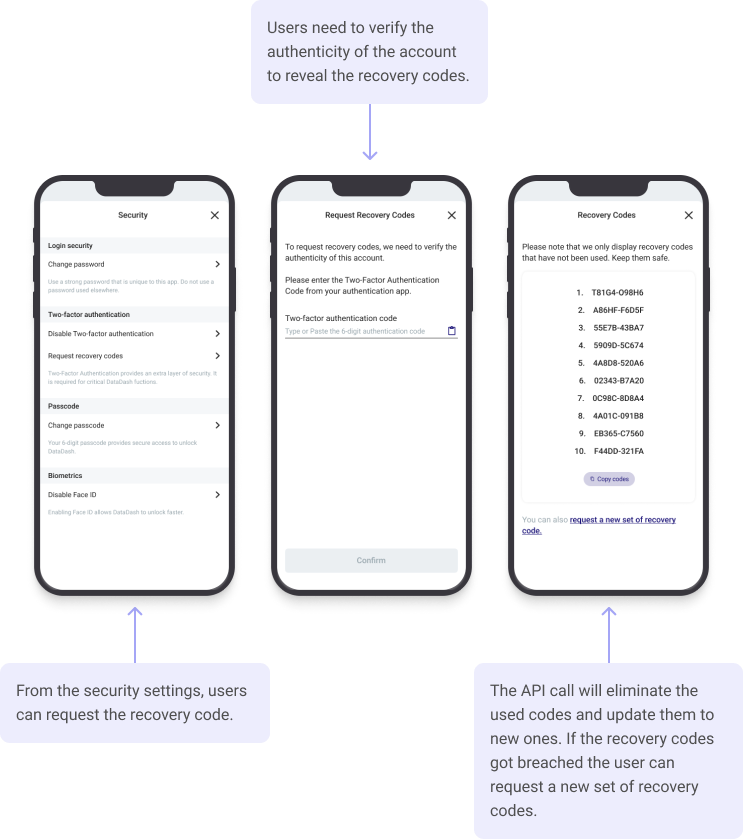 Users need to verify the
authenticity of the account
to reveal the recovery codes.
Security
Login security
Change password
Use a strong password that is unique to this app. Do not use a
password used elsewhere
Two-factor authentication
Disable Two-factor authentication
Request recovery codes
Two-Factor Authentication provides an extra layer of security. It
is required for critical DataDash fuctions.
Passcode
Change passcode
Your 6-digit passcode provides secure access to unlock
DataDash.
Biometrics
Disable Face ID
Enabling Face ID allows DataDash to unlock faster.
Request Recovery Codes
To request recovery codes, we need to verify the
authenticity of this account.
Please enter the Two-Factor Authentication
Code from your authentication app.
Two-factor authentication code
Type or Paste the 6-digit authentication code
Confirm
Recovery Codes
Please note that we only display recovery codes
that have not been used. Keep them safe.
1. T81G4-O98H6
2. A86HF-F6D5F
3. 55E7B-43BA7
4. 5909D-5C674
5. 4A8D8-520A6
6. 02343-B7A20
7. 0C98C-8D8A4
8. 4A01C-091B8
9. EB365-C7560
10. F44DD-321FA
Copy codes
You can also request a new set of recovery
code.
From the security settings, users
can request the recovery code.
The API call will eliminate the
used codes and update them to
new ones. If the recovery codes
got breached the user can
request a new set of recovery
codes.